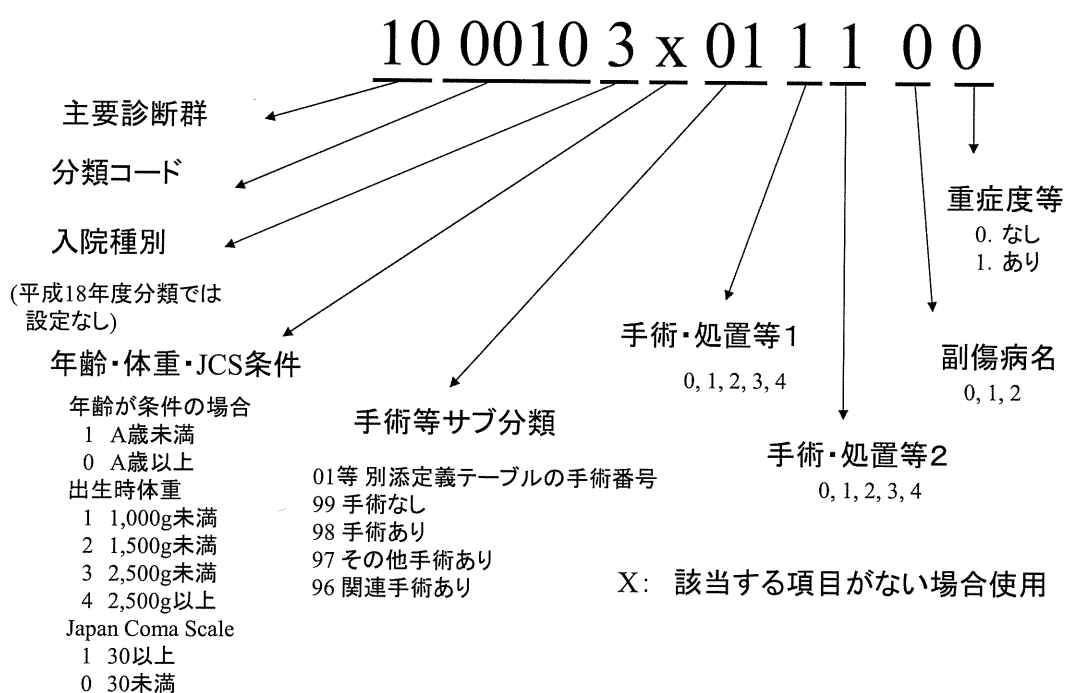 10 0010 3 x 01 1 1 0 0
主要診断群
分類コード
入院種別
(平成18年度分類では
設定なし)
年齢・体重・JCS条件
年齢が条件の場合
1 A歳未満
0 A歳以上
出生時体重
1 1,000g未満
2 1,500g未満
3 2,500g未満
4 2,500g以上
Japan Coma Scale
1 30以上
0 30未満
手術等サブ分類
01等 別添定義テーブルの手術番号
99 手術なし
98 手術あり
97 その他手術あり
96 関連手術あり
手術・処置等1
0, 1, 2, 3, 4
手術・処置等2
0, 1, 2, 3, 4
副傷病名
0, 1, 2
重症度等
0. なし
1. あり
X: 該当する項目がない場合使用